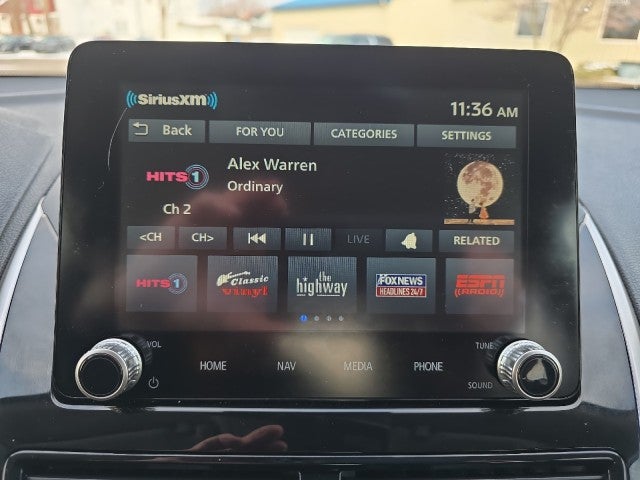 ((SiriusXM))
11:36 AM
Back FOR YOU CATEGORIES SETTINGS
HITS 1 Alex Warren
Ordinary
Ch 2
<CH CH> LIVE RELATED
HITS 1 Classic Vinyl the highway FOX NEWS HEADLINES 24/7 ESPN ((RADIO))
VOL TUNE
HOME NAV MEDIA PHONE
SOUND